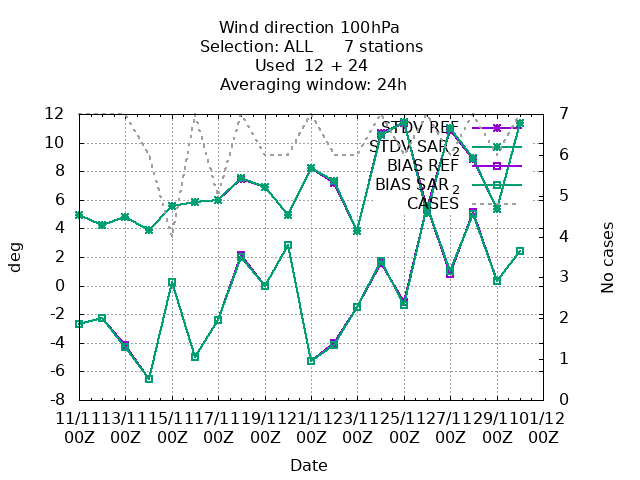 Wind direction 100hPa
Selection: ALL 7 stations
Used 12 + 24
Averaging window: 24h
12
10
8
6
4
2
0
-2
-4
-6
-8
deg
7
6
5
4
3
2
1
0
No cases
STDV REF
STDV SAR_2
BIAS REF
BIAS SAR_2
CASES
11/11 13/11 15/11 17/11 19/11 21/11 23/11 25/11 27/11 29/11 01/12
00Z 00Z 00Z 00Z 00Z 00Z 00Z 00Z 00Z 00Z 00Z
Date